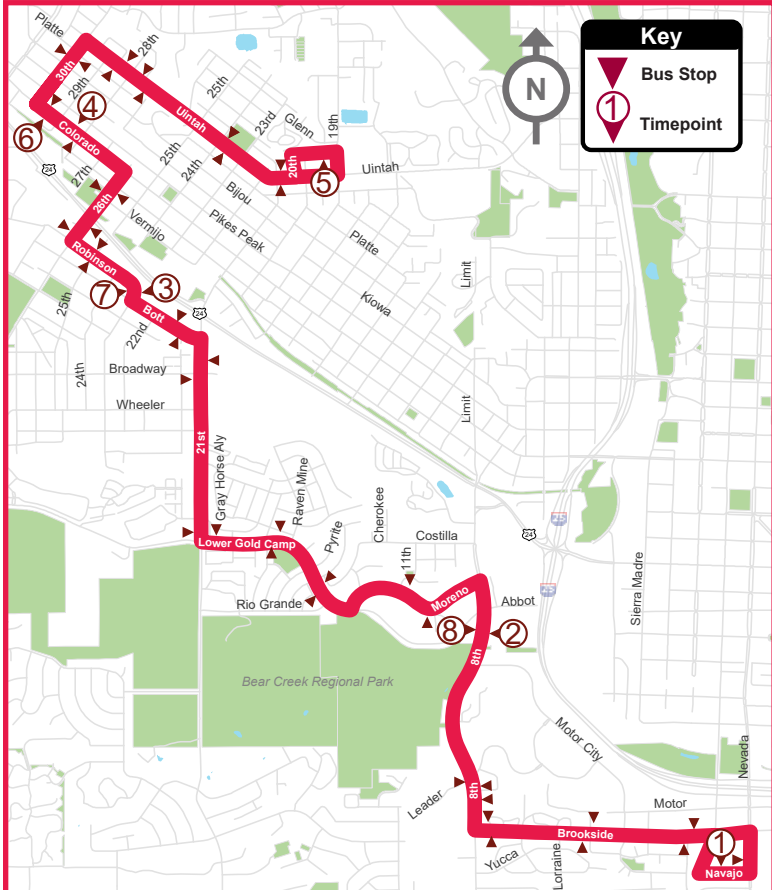 Key
Bus Stop
1
Timepoint
N
Platte
28th
30th
29th
25th
4
Uintah
23rd
Glenn
19th
6
Colorado
20th
Uintah
5
24
27th
25th
24th
26th
Bijou
Vermijo
Pikes Peak
Platte
Robinson
Limit
7
3
Kiowa
25th
Bott
24
22nd
24th
Broadway
Wheeler
Limit
21st
Gray Horse Aly
Raven Mine
Cherokee
Pyrite
Costilla
25
24
Lower Gold Camp
11th
Sierra Madre
25
Rio Grande
Moreno
Abbot
8
2
8th
Bear Creek Regional Park
Motor City
Nevada
Leader
8th
Motor
Brookside
1
Yucca
Lorraine
Navajo